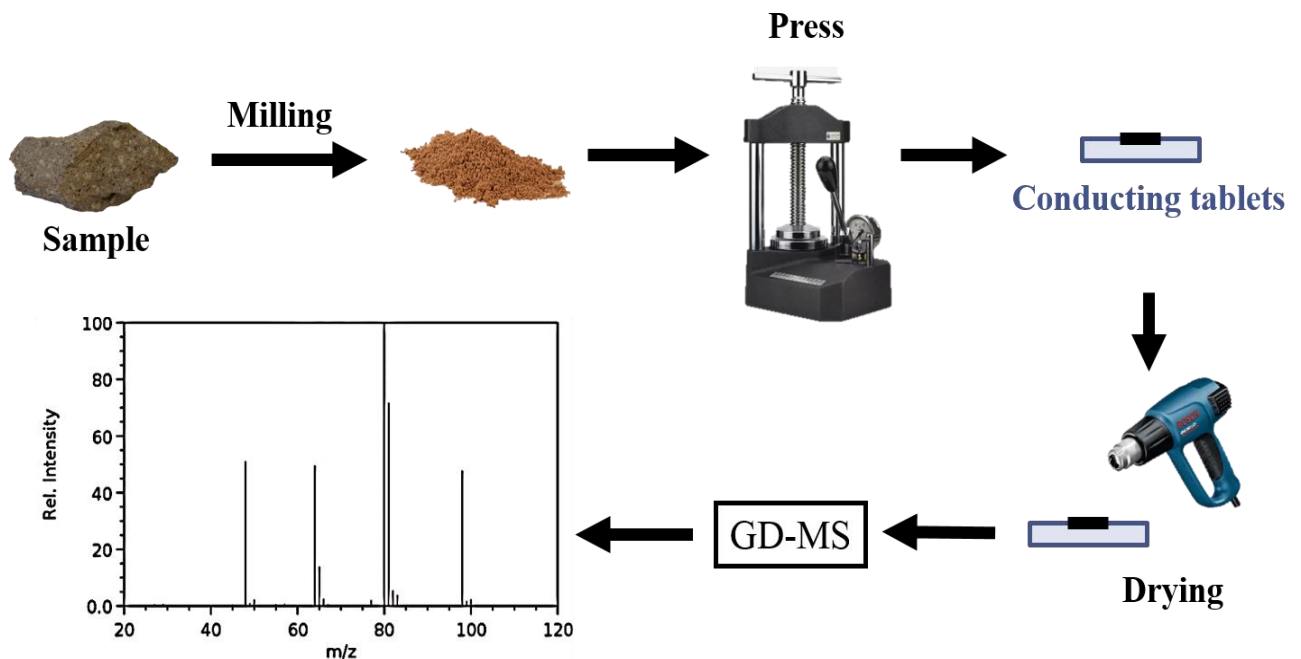 Press
Milling
Sample
Conducting tablets
100
80
60
40
20
0.0
Rel. Intensity
20 40 60 80 100 120
m/z
GD-MS
BOSCH
Drying